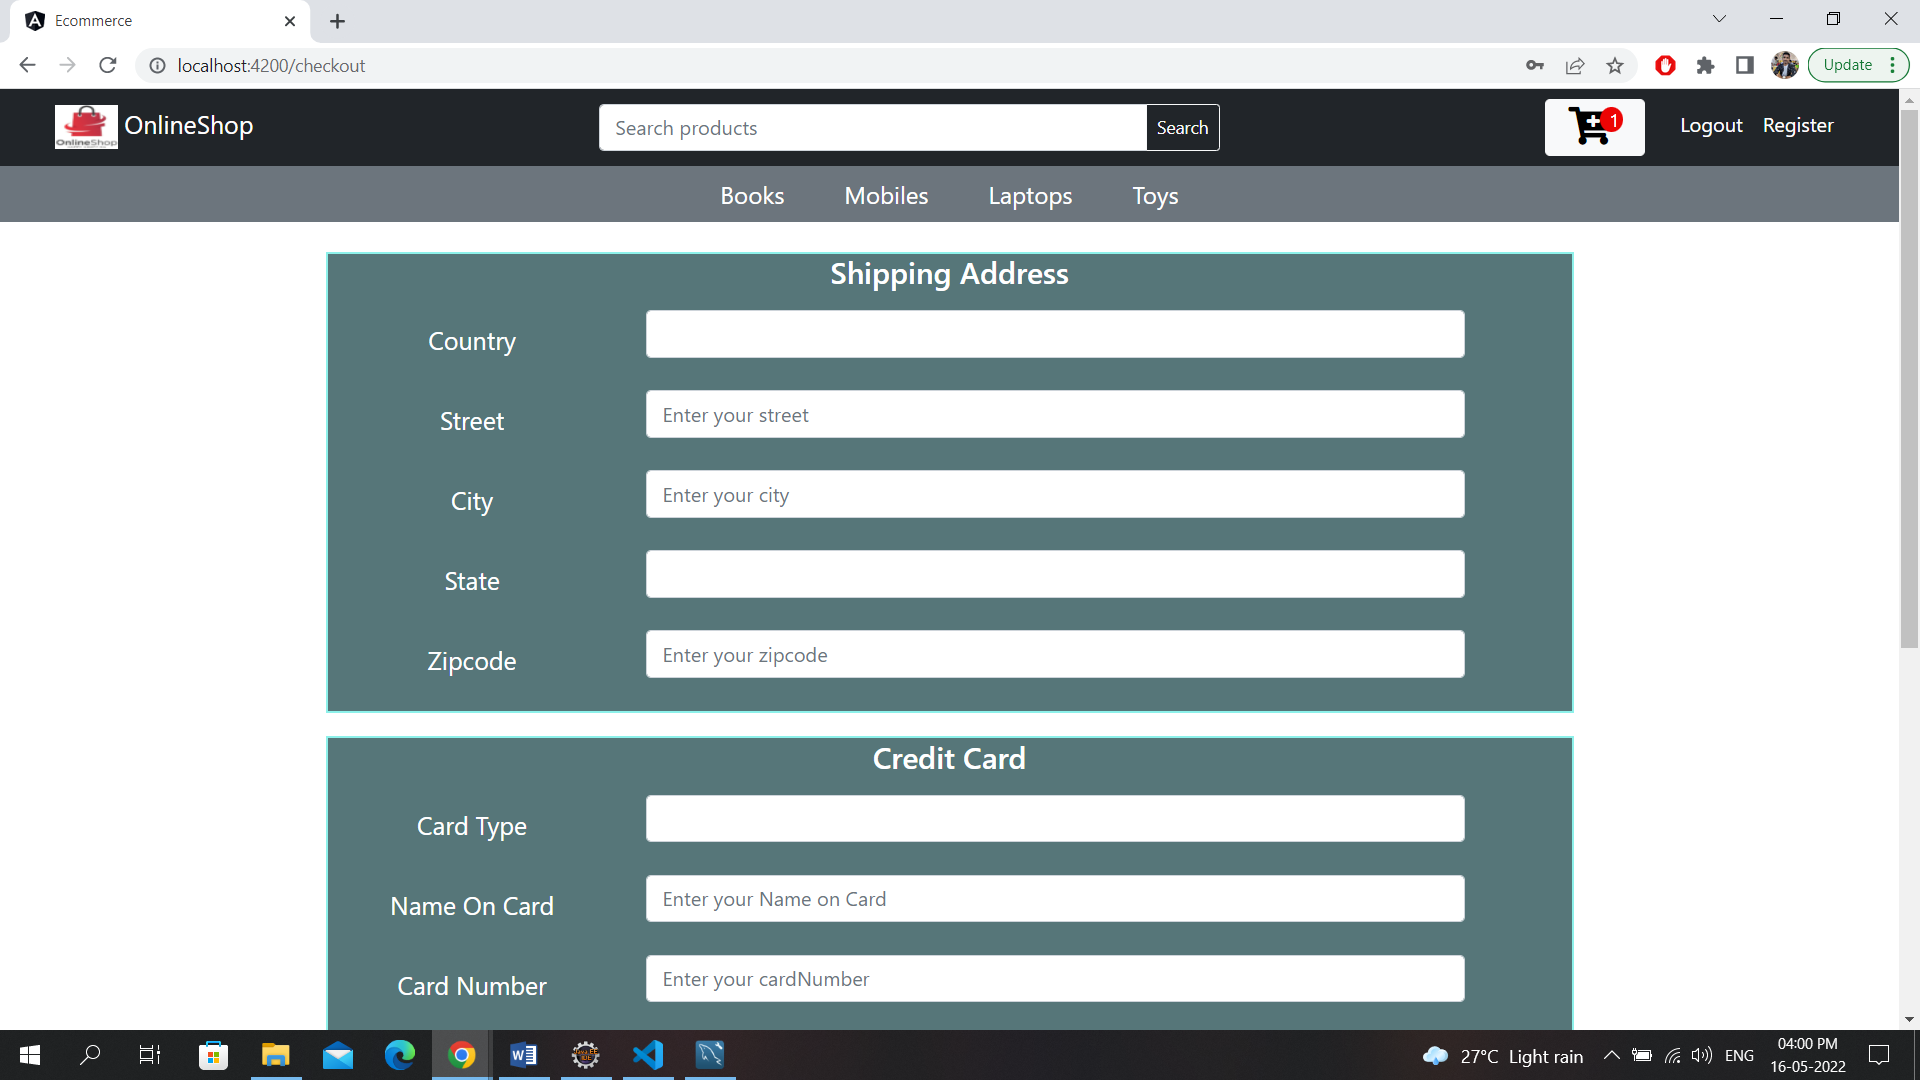 Ecommerce
localhost:4200/checkout
Update
OnlineShop
OnlineShop
Search products
Search
1
Logout
Register
Books
Mobiles
Laptops
Toys
Shipping Address
Country
Street
Enter your street
City
Enter your city
State
Zipcode
Enter your zipcode
Credit Card
Card Type
Name On Card
Enter your Name on Card
Card Number
Enter your cardNumber
27°C Light rain
ENG
04:00 PM
16-05-2022